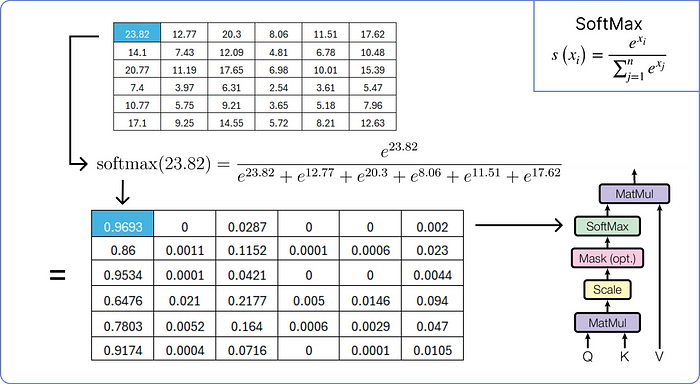 SoftMax
s (x_i) = e^{x_i} / ∑_{j=1}^{n} e^{x_j}
23.82 12.77 20.3 8.06 11.51 17.62
14.1 7.43 12.09 4.81 6.78 10.48
20.77 11.19 17.65 6.98 10.01 15.39
7.4 3.97 6.31 2.54 3.61 5.47
10.77 5.75 9.21 3.65 5.18 7.96
17.1 9.25 14.55 5.72 8.21 12.63
softmax(23.82) = e^{23.82} / e^{23.82} + e^{12.77} + e^{20.3} + e^{8.06} + e^{11.51} + e^{17.62}
=
0.9693 0 0.0287 0 0 0.002
0.86 0.0011 0.1152 0.0001 0.0006 0.023
0.9534 0.0001 0.0421 0 0 0.0044
0.6476 0.021 0.2177 0.005 0.0146 0.094
0.7803 0.0052 0.164 0.0006 0.0029 0.047
0.9174 0.0004 0.0716 0 0.0001 0.0105
MatMul
SoftMax
Mask (opt.)
Scale
MatMul
Q K V